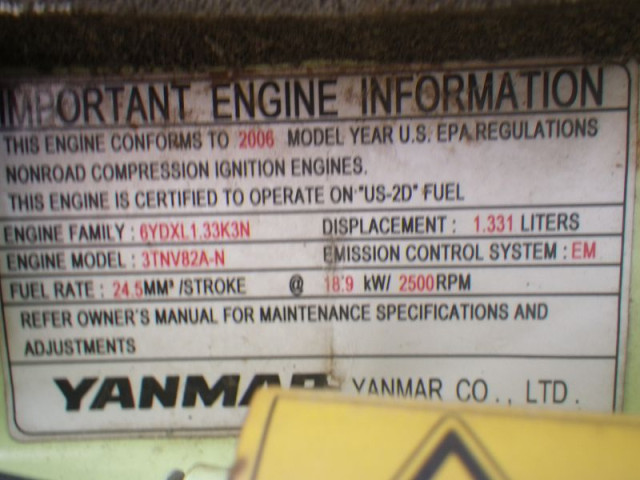 IMPORTANT ENGINE INFORMATION
THIS ENGINE CONFORMS TO 2006 MODEL YEAR U.S. EPA REGULATIONS
NONROAD COMPRESSION IGNITION ENGINES.
THIS ENGINE IS CERTIFIED TO OPERATE ON "US-2D" FUEL
ENGINE FAMILY : 6YDXL1.33K3N DISPLACEMENT : 1.331 LITERS
ENGINE MODEL : 3TNV82A-N EMISSION CONTROL SYSTEM : EM
FUEL RATE : 24.5MM³ /STROKE @ 18.9 kW/ 2500RPM
REFER OWNER'S MANUAL FOR MAINTENANCE SPECIFICATIONS AND
ADJUSTMENTS
YANMAR YANMAR CO., LTD.